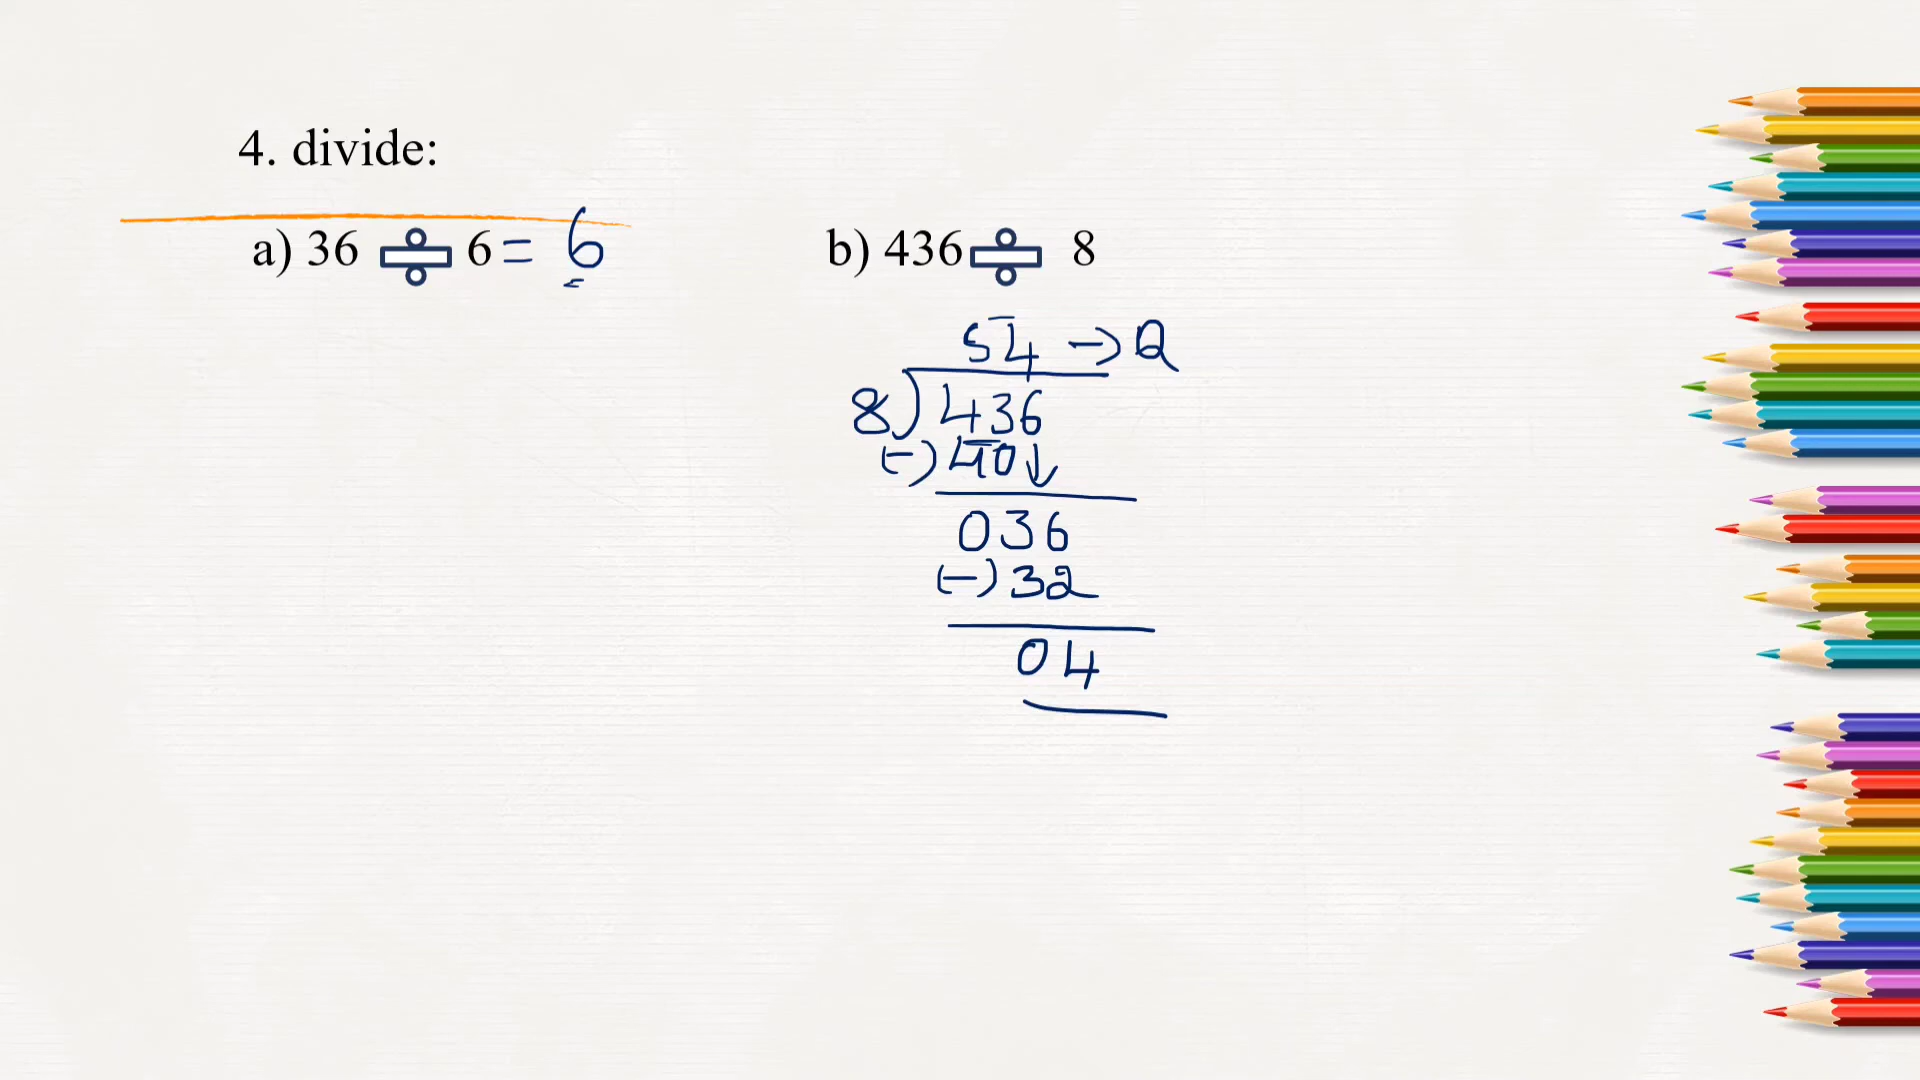 4. divide:
a) 36 ÷ 6 = 6
b) 436 ÷ 8
54 → Q
8)436
(-) 40↓
036
(-) 32
04